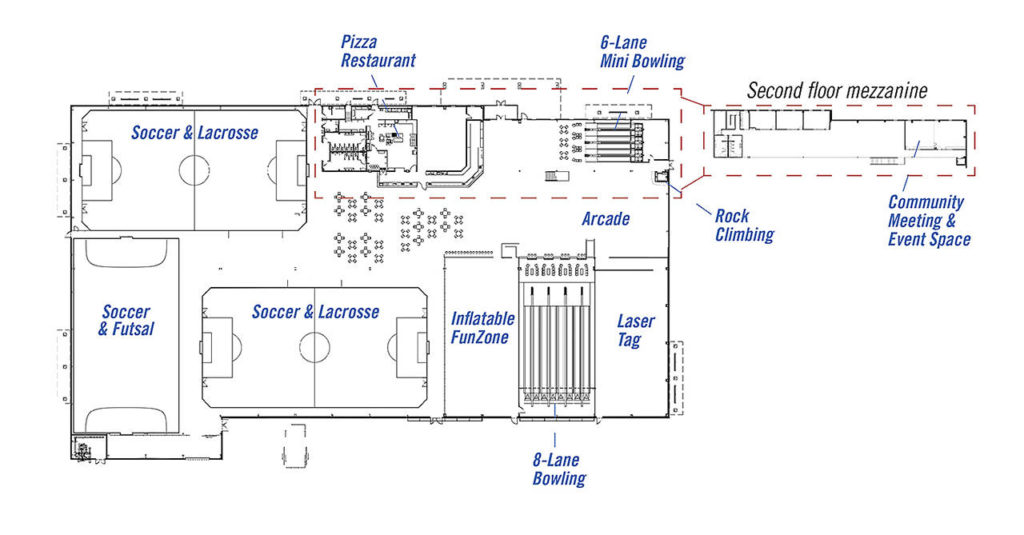 Pizza
Restaurant
6-Lane
Mini Bowling
Second floor mezzanine
Soccer & Lacrosse
Community
Meeting &
Event Space
Rock
Climbing
Arcade
Soccer
& Futsal
Soccer & Lacrosse
Inflatable
FunZone
Laser
Tag
8-Lane
Bowling